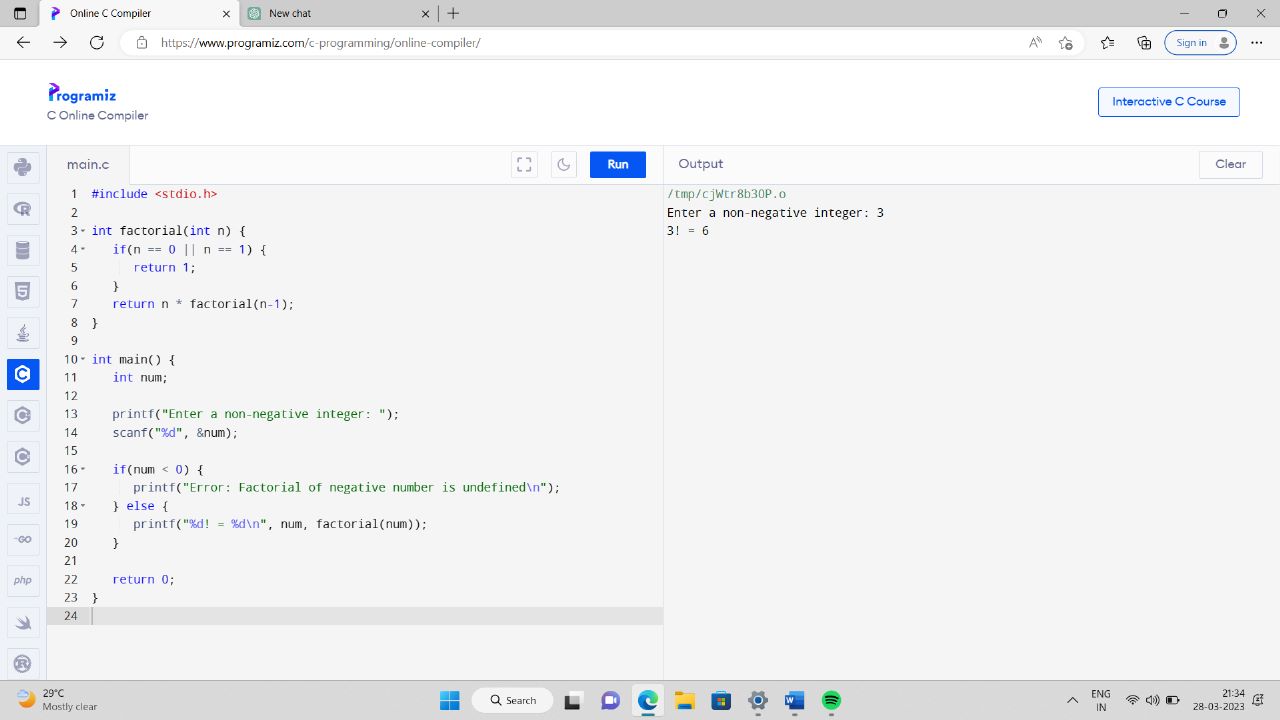 Online C Compiler
New chat
https://www.programiz.com/c-programming/online-compiler/
Sign in
Programiz
C Online Compiler
Interactive C Course
main.c
Run
Output
Clear
1 #include <stdio.h>
2
3 int factorial(int n) {
4    if(n == 0 || n == 1) {
5       return 1;
6    }
7    return n * factorial(n-1);
8 }
9
10 int main() {
11    int num;
12
13    printf("Enter a non-negative integer: ");
14    scanf("%d", &num);
15
16    if(num < 0) {
17       printf("Error: Factorial of negative number is undefined\n");
18    } else {
19       printf("%d! = %d\n", num, factorial(num));
20    }
21
22    return 0;
23 }
24
/tmp/cjWtr8b3OP.o
Enter a non-negative integer: 3
3! = 6
JS
GO
php
29°C
Mostly clear
Search
ENG
IN
21:34
28-03-2023